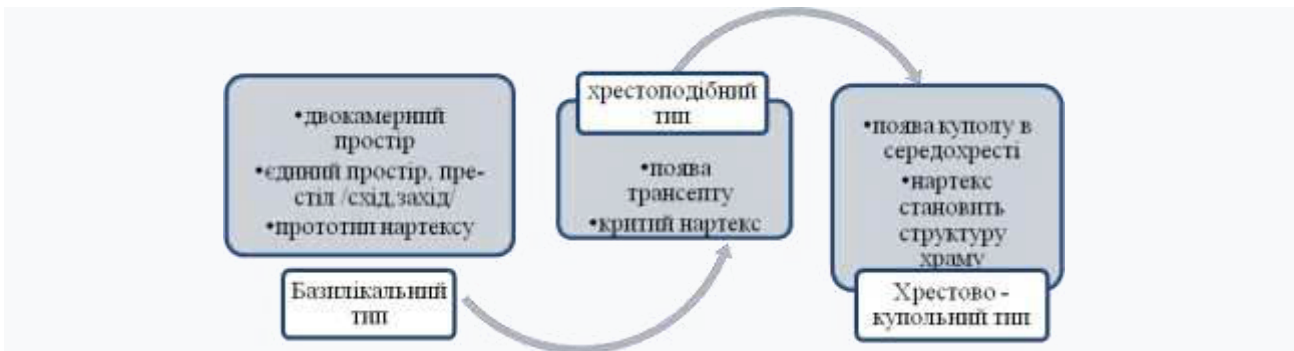 •двокамерний
простір
•єдиний простір, пре-
стіл /схід,захід/
•прототип нартексу
Базилікальний
тип
хрестоподібний
тип
•поява
трансепту
•критий нартекс
•поява куполу в
середохресті
•нартекс
становить
структуру
храму
Хрестово -
купольний тип